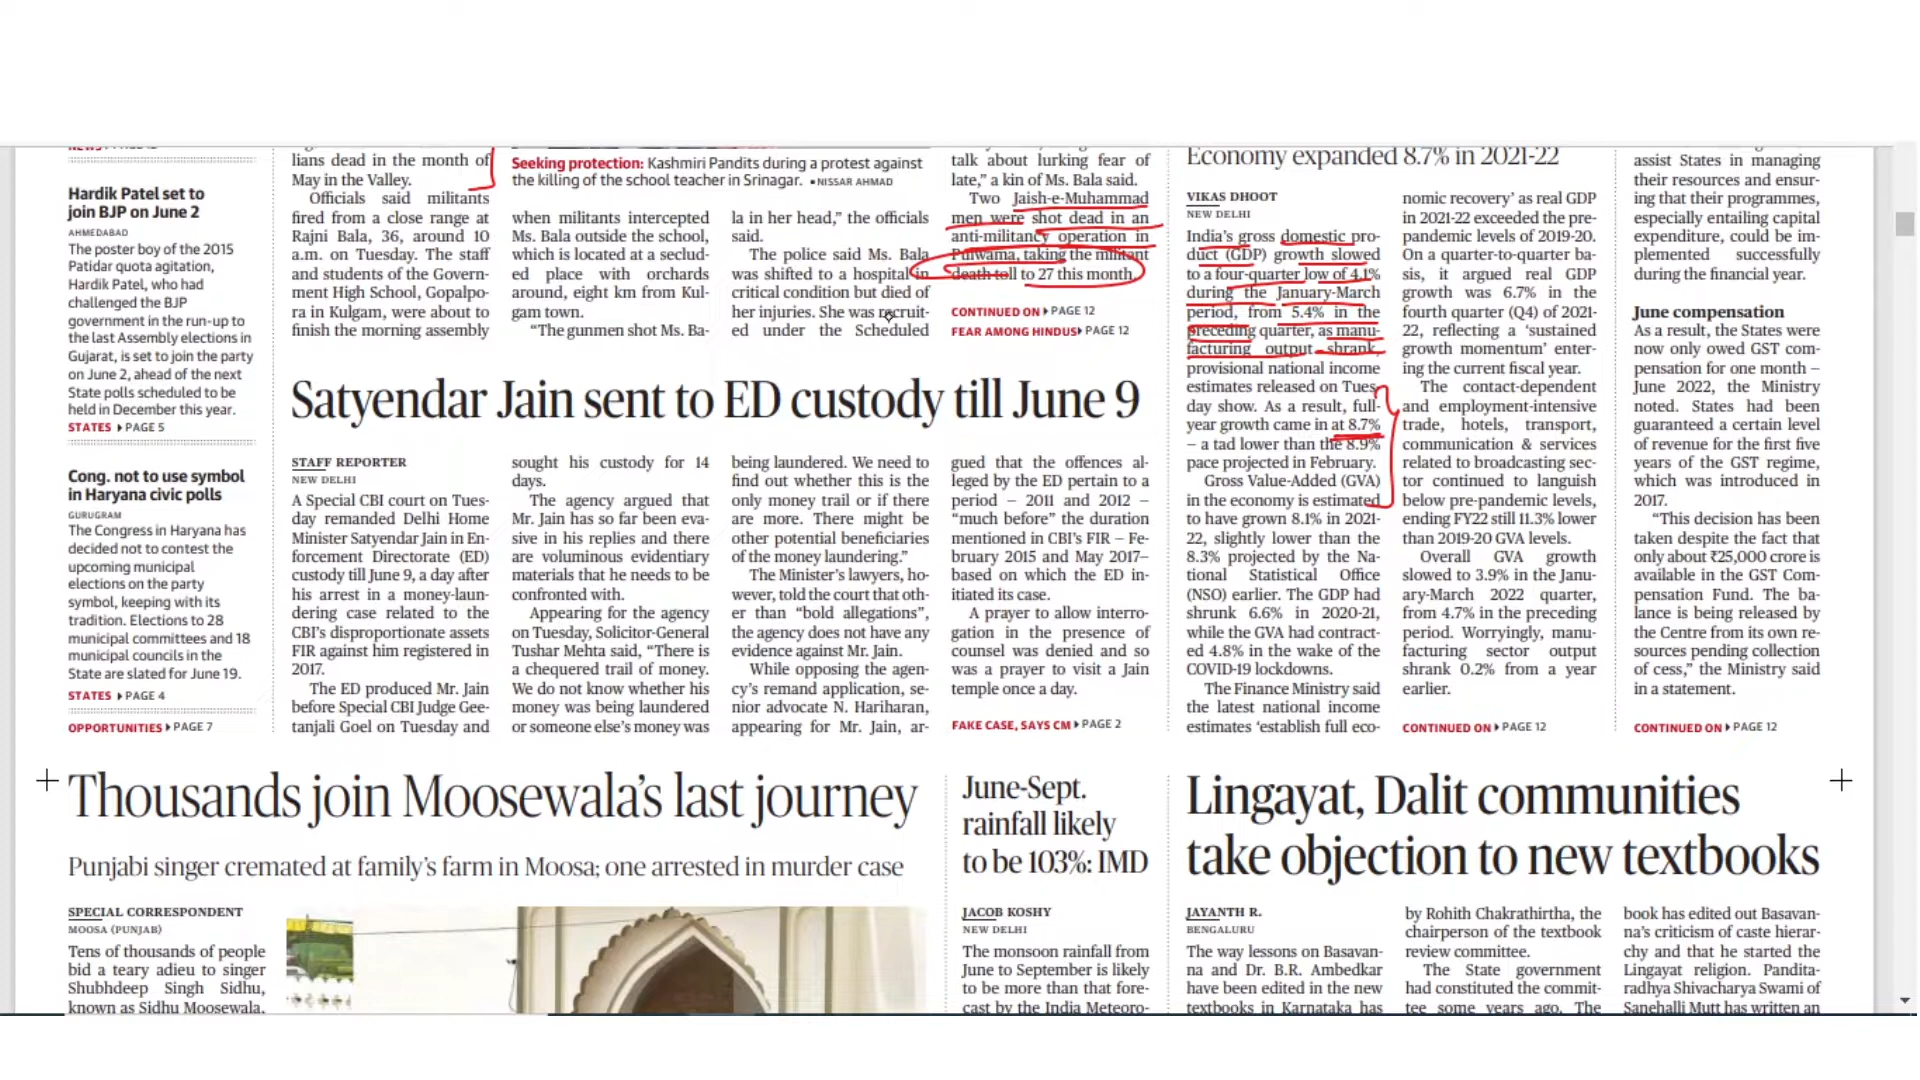 Hardik Patel set to
join BJP on June 2
AHMEDABAD
The poster boy of the 2015
Patidar quota agitation,
Hardik Patel, who had
challenged the BJP
government in the run-up to
the last Assembly elections in
Gujarat, is set to join the party
on June 2, ahead of the next
State polls scheduled to be
held in December this year.
STATES PAGE 5
Cong. not to use symbol
in Haryana civic polls
GURUGRAM
The Congress in Haryana has
decided not to contest the
upcoming municipal
elections on the party
symbol, keeping with its
tradition. Elections to 28
municipal committees and 18
municipal councils in the
State are slated for June 19.
STATES PAGE 4
OPPORTUNITIES PAGE 7
lians dead in the month of
May in the Valley.
Officials said militants
fired from a close range at
Rajni Bala, 36, around 10
a.m. on Tuesday. The staff
and students of the Govern-
ment High School, Gopalpo-
ra in Kulgam, were about to
finish the morning assembly
Seeking protection: Kashmiri Pandits during a protest against
the killing of the school teacher in Srinagar. ▪ NISSAR AHMAD
when militants intercepted
Ms. Bala outside the school,
which is located at a seclud-
ed place with orchards
around, eight km from Kul-
gam town.
“The gunmen shot Ms. Ba-
la in her head,” the officials
said.
The police said Ms. Bala
was shifted to a hospital in
critical condition but died of
her injuries. She was recruit-
ed under the Scheduled
talk about lurking fear of
late,” a kin of Ms. Bala said.
Two Jaish-e-Muhammad
men were shot dead in an
anti-militancy operation in
Pulwama, taking the militant
death toll to 27 this month.
CONTINUED ON PAGE 12
FEAR AMONG HINDUS PAGE 12
Satyendar Jain sent to ED custody till June 9
STAFF REPORTER
NEW DELHI
A Special CBI court on Tues-
day remanded Delhi Home
Minister Satyendar Jain in En-
forcement Directorate (ED)
custody till June 9, a day after
his arrest in a money-laun-
dering case related to the
CBI’s disproportionate assets
FIR against him registered in
2017.
The ED produced Mr. Jain
before Special CBI Judge Gee-
tanjali Goel on Tuesday and
sought his custody for 14
days.
The agency argued that
Mr. Jain has so far been eva-
sive in his replies and there
are voluminous evidentiary
materials that he needs to be
confronted with.
Appearing for the agency
on Tuesday, Solicitor-General
Tushar Mehta said, “There is
a chequered trail of money.
We do not know whether his
money was being laundered
or someone else’s money was
being laundered. We need to
find out whether this is the
only money trail or if there
are more. There might be
other potential beneficiaries
of the money laundering.”
The Minister’s lawyers, ho-
wever, told the court that oth-
er than “bold allegations”,
the agency does not have any
evidence against Mr. Jain.
While opposing the agen-
cy’s remand application, se-
nior advocate N. Hariharan,
appearing for Mr. Jain, ar-
gued that the offences al-
leged by the ED pertain to a
period – 2011 and 2012 –
“much before” the duration
mentioned in CBI’s FIR – Fe-
bruary 2015 and May 2017–
based on which the ED in-
itiated its case.
A prayer to allow interro-
gation in the presence of
counsel was denied and so
was a prayer to visit a Jain
temple once a day.
FAKE CASE, SAYS CM PAGE 2
Economy expanded 8.7% in 2021-22
VIKAS DHOOT
NEW DELHI
India’s gross domestic pro-
duct (GDP) growth slowed
to a four-quarter low of 4.1%
during the January-March
period, from 5.4% in the
preceding quarter, as manu-
facturing output shrank,
provisional national income
estimates released on Tues-
day show. As a result, full-
year growth came in at 8.7%
– a tad lower than the 8.9%
pace projected in February.
Gross Value-Added (GVA)
in the economy is estimated
to have grown 8.1% in 2021-
22, slightly lower than the
8.3% projected by the Na-
tional Statistical Office
(NSO) earlier. The GDP had
shrunk 6.6% in 2020-21,
while the GVA had contract-
ed 4.8% in the wake of the
COVID-19 lockdowns.
The Finance Ministry said
the latest national income
estimates ‘establish full eco-
nomic recovery’ as real GDP
in 2021-22 exceeded the pre-
pandemic levels of 2019-20.
On a quarter-to-quarter ba-
sis, it argued real GDP
growth was 6.7% in the
fourth quarter (Q4) of 2021-
22, reflecting a ‘sustained
growth momentum’ enter-
ing the current fiscal year.
The contact-dependent
and employment-intensive
trade, hotels, transport,
communication & services
related to broadcasting sec-
tor continued to languish
below pre-pandemic levels,
ending FY22 still 11.3% lower
than 2019-20 GVA levels.
Overall GVA growth
slowed to 3.9% in the Janu-
ary-March 2022 quarter,
from 4.7% in the preceding
period. Worryingly, manu-
facturing sector output
shrank 0.2% from a year
earlier.
CONTINUED ON PAGE 12
assist States in managing
their resources and ensur-
ing that their programmes,
especially entailing capital
expenditure, could be im-
plemented successfully
during the financial year.
June compensation
As a result, the States were
now only owed GST com-
pensation for one month –
June 2022, the Ministry
noted. States had been
guaranteed a certain level
of revenue for the first five
years of the GST regime,
which was introduced in
2017.
“This decision has been
taken despite the fact that
only about ₹25,000 crore is
available in the GST Com-
pensation Fund. The ba-
lance is being released by
the Centre from its own re-
sources pending collection
of cess,” the Ministry said
in a statement.
CONTINUED ON PAGE 12
Thousands join Moosewala’s last journey
Punjabi singer cremated at family’s farm in Moosa; one arrested in murder case
SPECIAL CORRESPONDENT
MOOSA (PUNJAB)
Tens of thousands of people
bid a teary adieu to singer
Shubhdeep Singh Sidhu,
known as Sidhu Moosewala,
June-Sept.
rainfall likely
to be 103%: IMD
JACOB KOSHY
NEW DELHI
The monsoon rainfall from
June to September is likely
to be more than that fore-
cast by the India Meteoro-
Lingayat, Dalit communities
take objection to new textbooks
JAYANTH R.
BENGALURU
The way lessons on Basavan-
na and Dr. B.R. Ambedkar
have been edited in the new
textbooks in Karnataka has
by Rohith Chakrathirtha, the
chairperson of the textbook
review committee.
The State government
had constituted the commit-
tee some years ago. The
book has edited out Basavan-
na’s criticism of caste hierar-
chy and that he started the
Lingayat religion. Pandita-
radhya Shivacharya Swami of
Sanehalli Mutt has written an